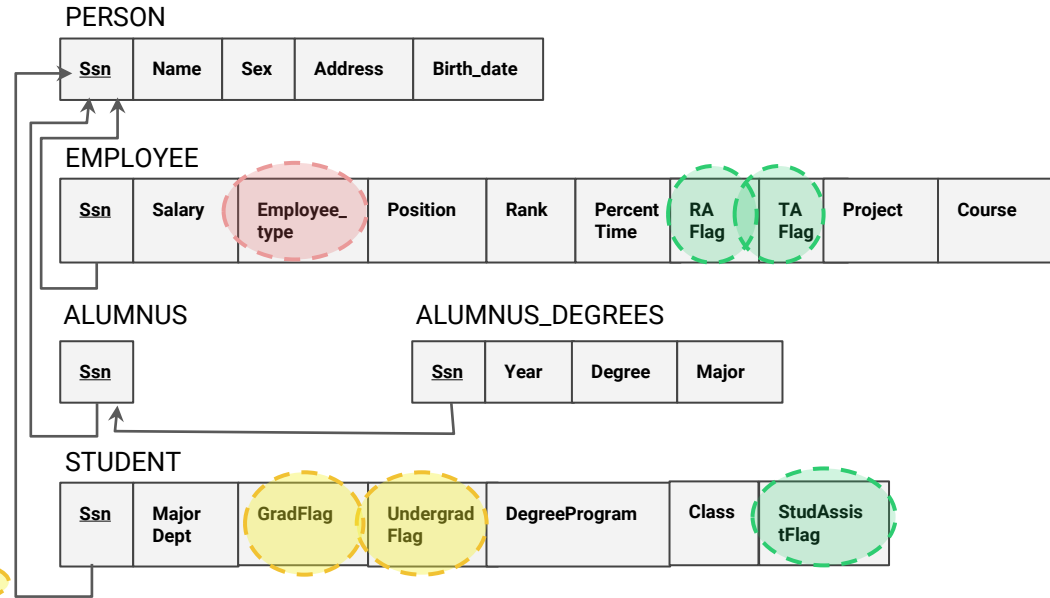 PERSON
Ssn Name Sex Address Birth_date
EMPLOYEE
Ssn Salary Employee_ Position Rank Percent RA TA Project Course
type Time Flag Flag
ALUMNUS ALUMNUS_DEGREES
Ssn Ssn Year Degree Major
STUDENT
Ssn Major GradFlag Undergrad DegreeProgram Class StudAssis
Dept Flag tFlag